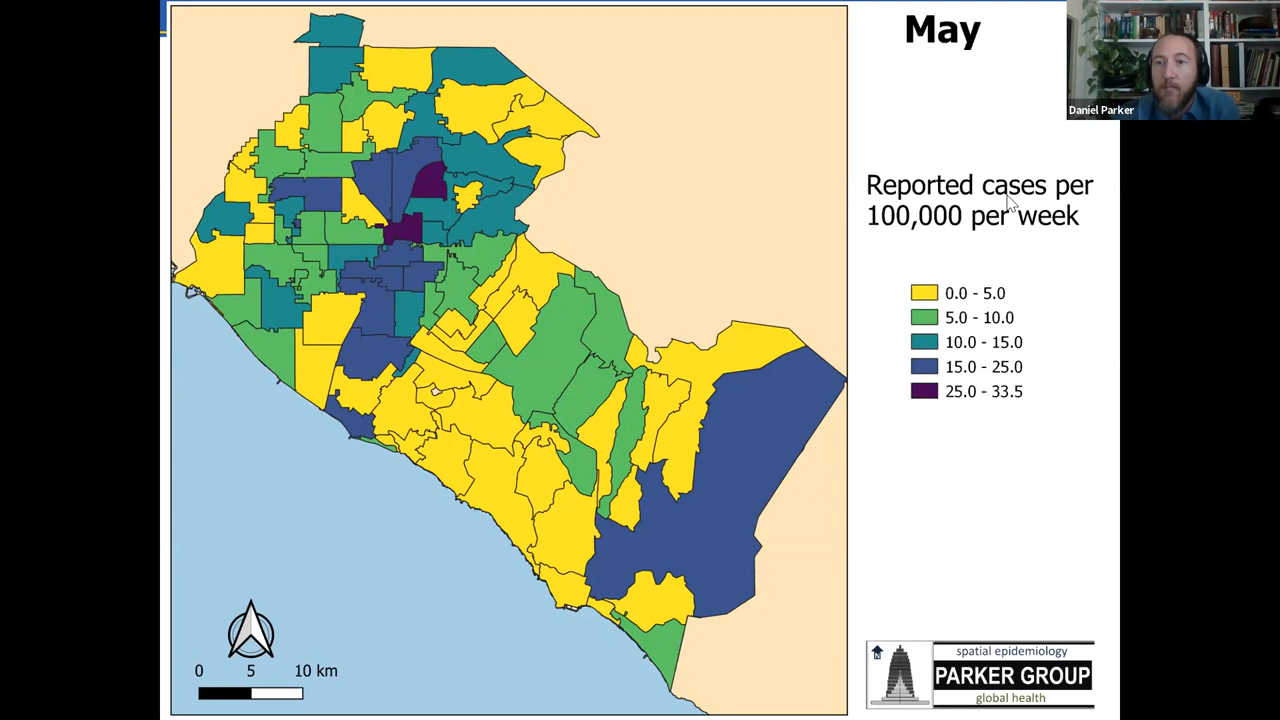 May
Daniel Parker
Reported cases per
100,000 per week
0.0 - 5.0
5.0 - 10.0
10.0 - 15.0
15.0 - 25.0
25.0 - 33.5
0 5 10 km
N
spatial epidemiology
PARKER GROUP
global health